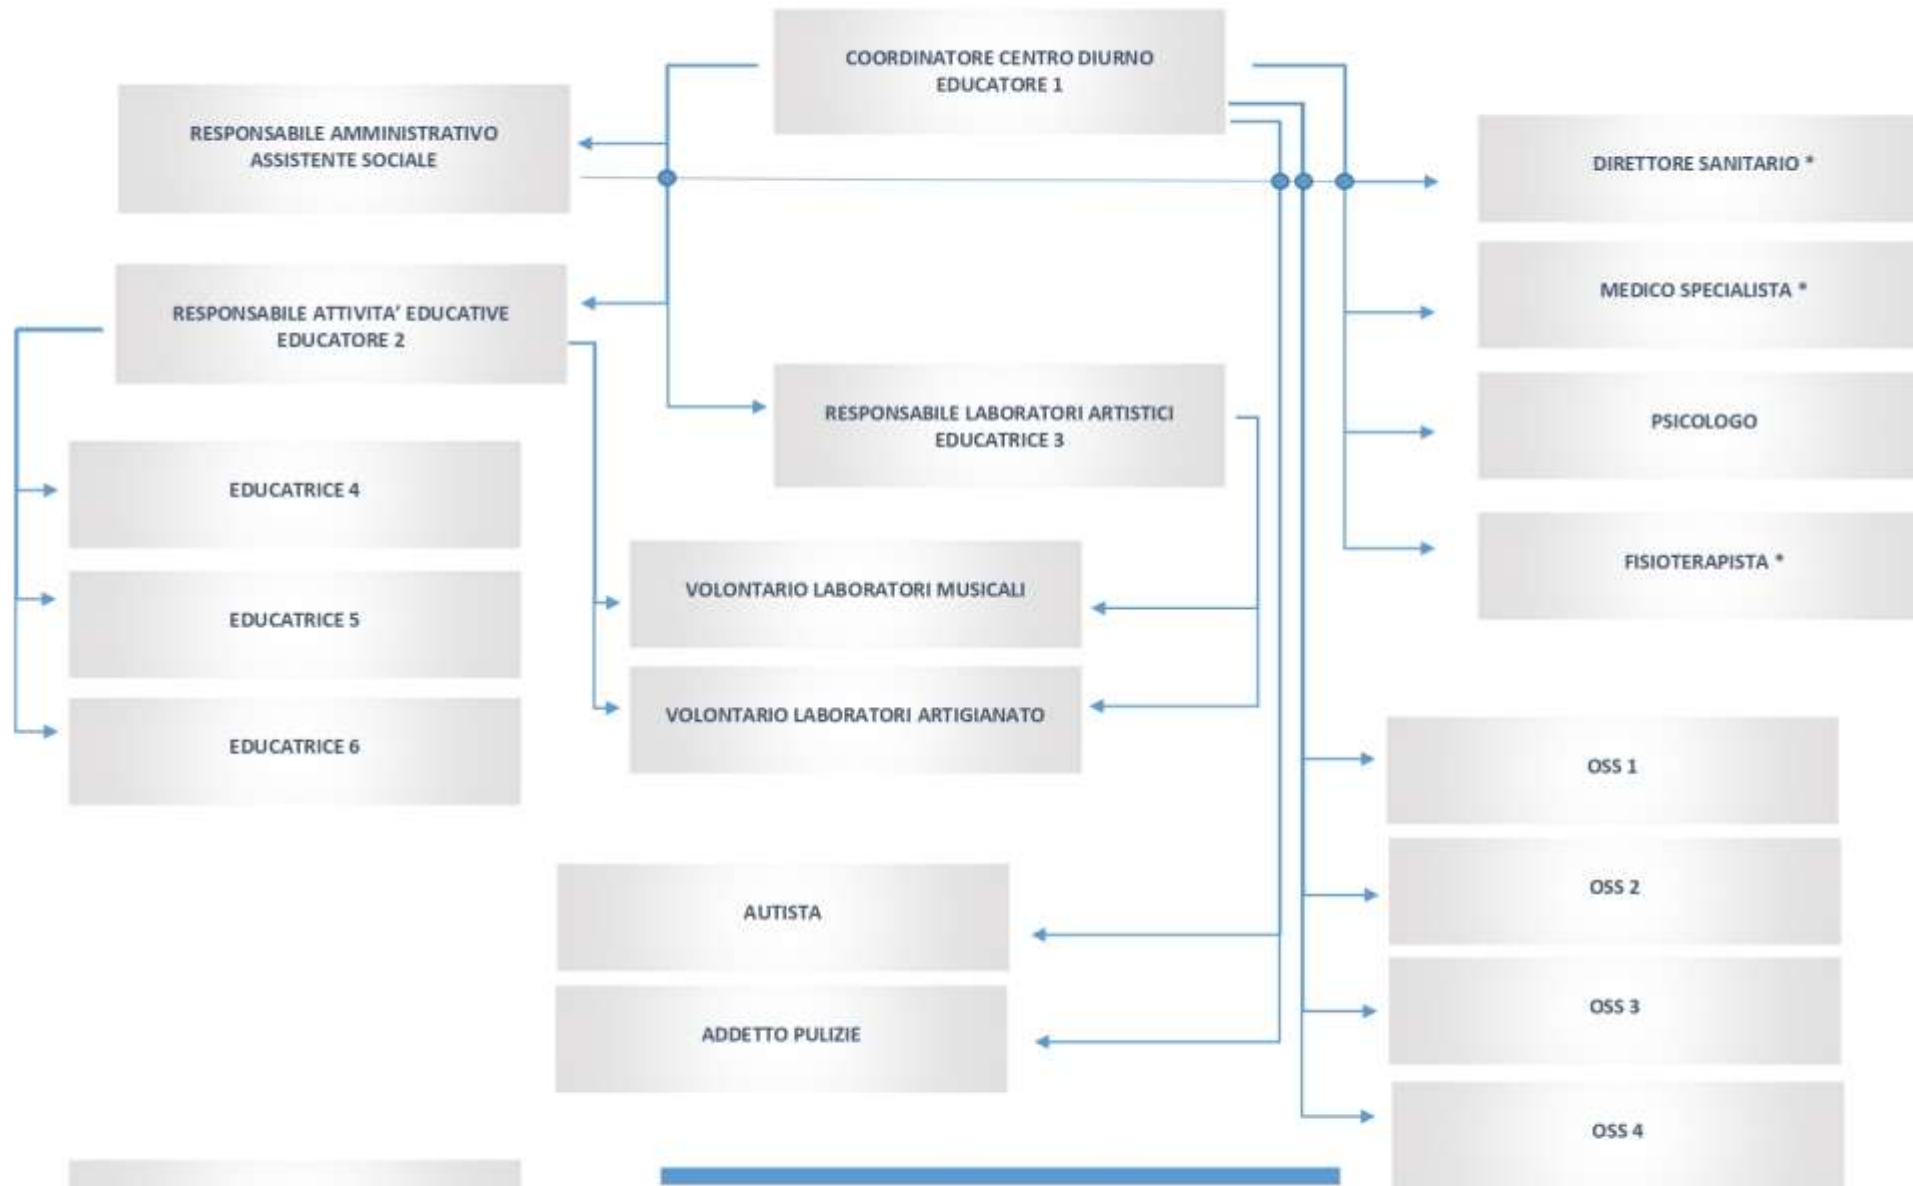 COORDINATORE CENTRO DIURNO
EDUCATORE 1
RESPONSABILE AMMINISTRATIVO
ASSISTENTE SOCIALE
DIRETTORE SANITARIO *
MEDICO SPECIALISTA *
RESPONSABILE ATTIVITA’ EDUCATIVE
EDUCATORE 2
RESPONSABILE LABORATORI ARTISTICI
EDUCATRICE 3
PSICOLOGO
FISIOTERAPISTA *
EDUCATRICE 4
EDUCATRICE 5
EDUCATRICE 6
VOLONTARIO LABORATORI MUSICALI
VOLONTARIO LABORATORI ARTIGIANATO
OSS 1
OSS 2
OSS 3
OSS 4
AUTISTA
ADDETTO PULIZIE